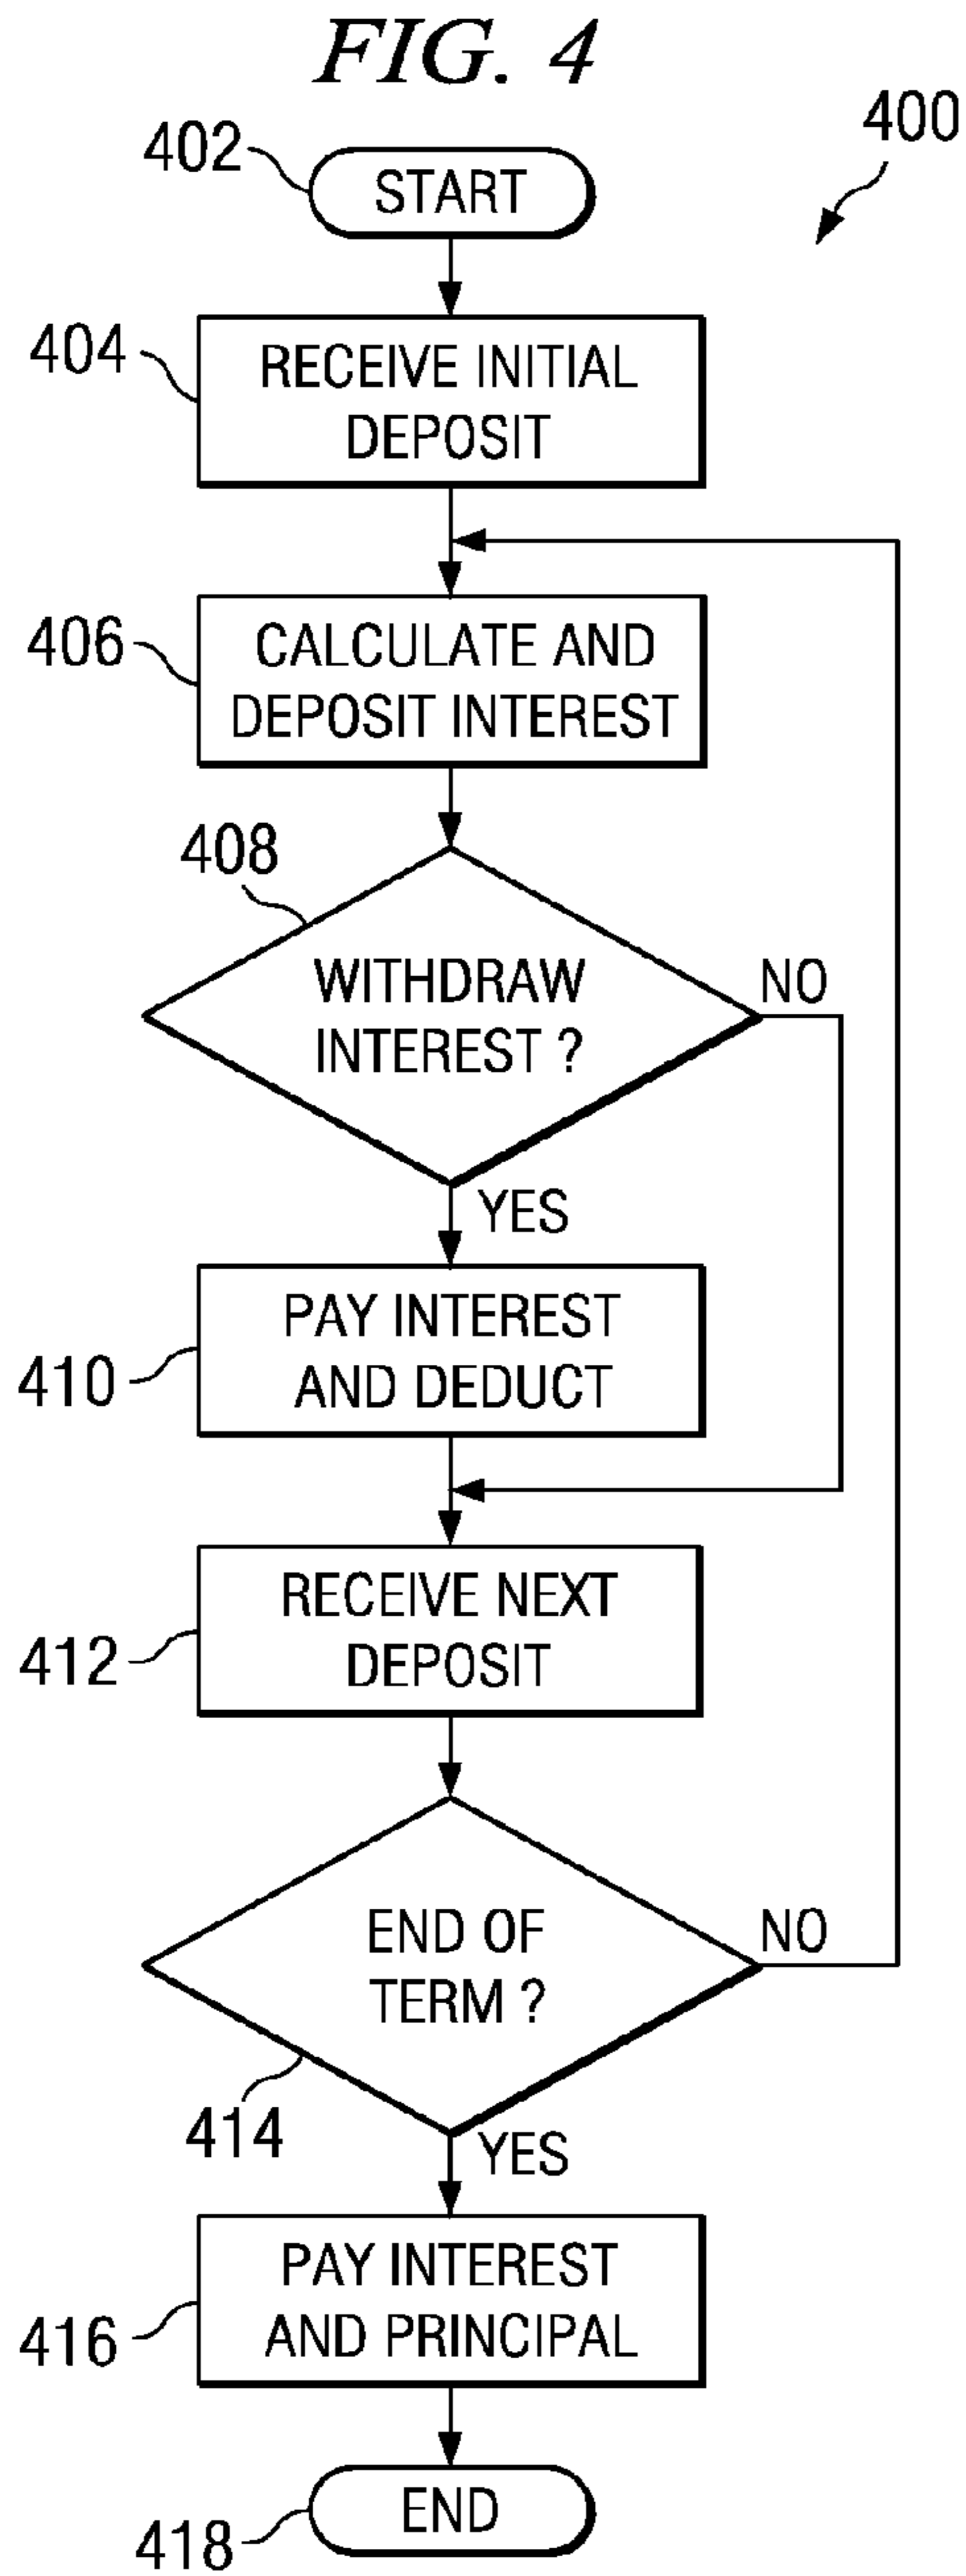 FIG. 4
400
402
START
404
RECEIVE INITIAL
DEPOSIT
406
CALCULATE AND
DEPOSIT INTEREST
408
WITHDRAW
INTEREST ?
NO
YES
410
PAY INTEREST
AND DEDUCT
412
RECEIVE NEXT
DEPOSIT
END OF
TERM ?
NO
414
YES
416
PAY INTEREST
AND PRINCIPAL
418
END